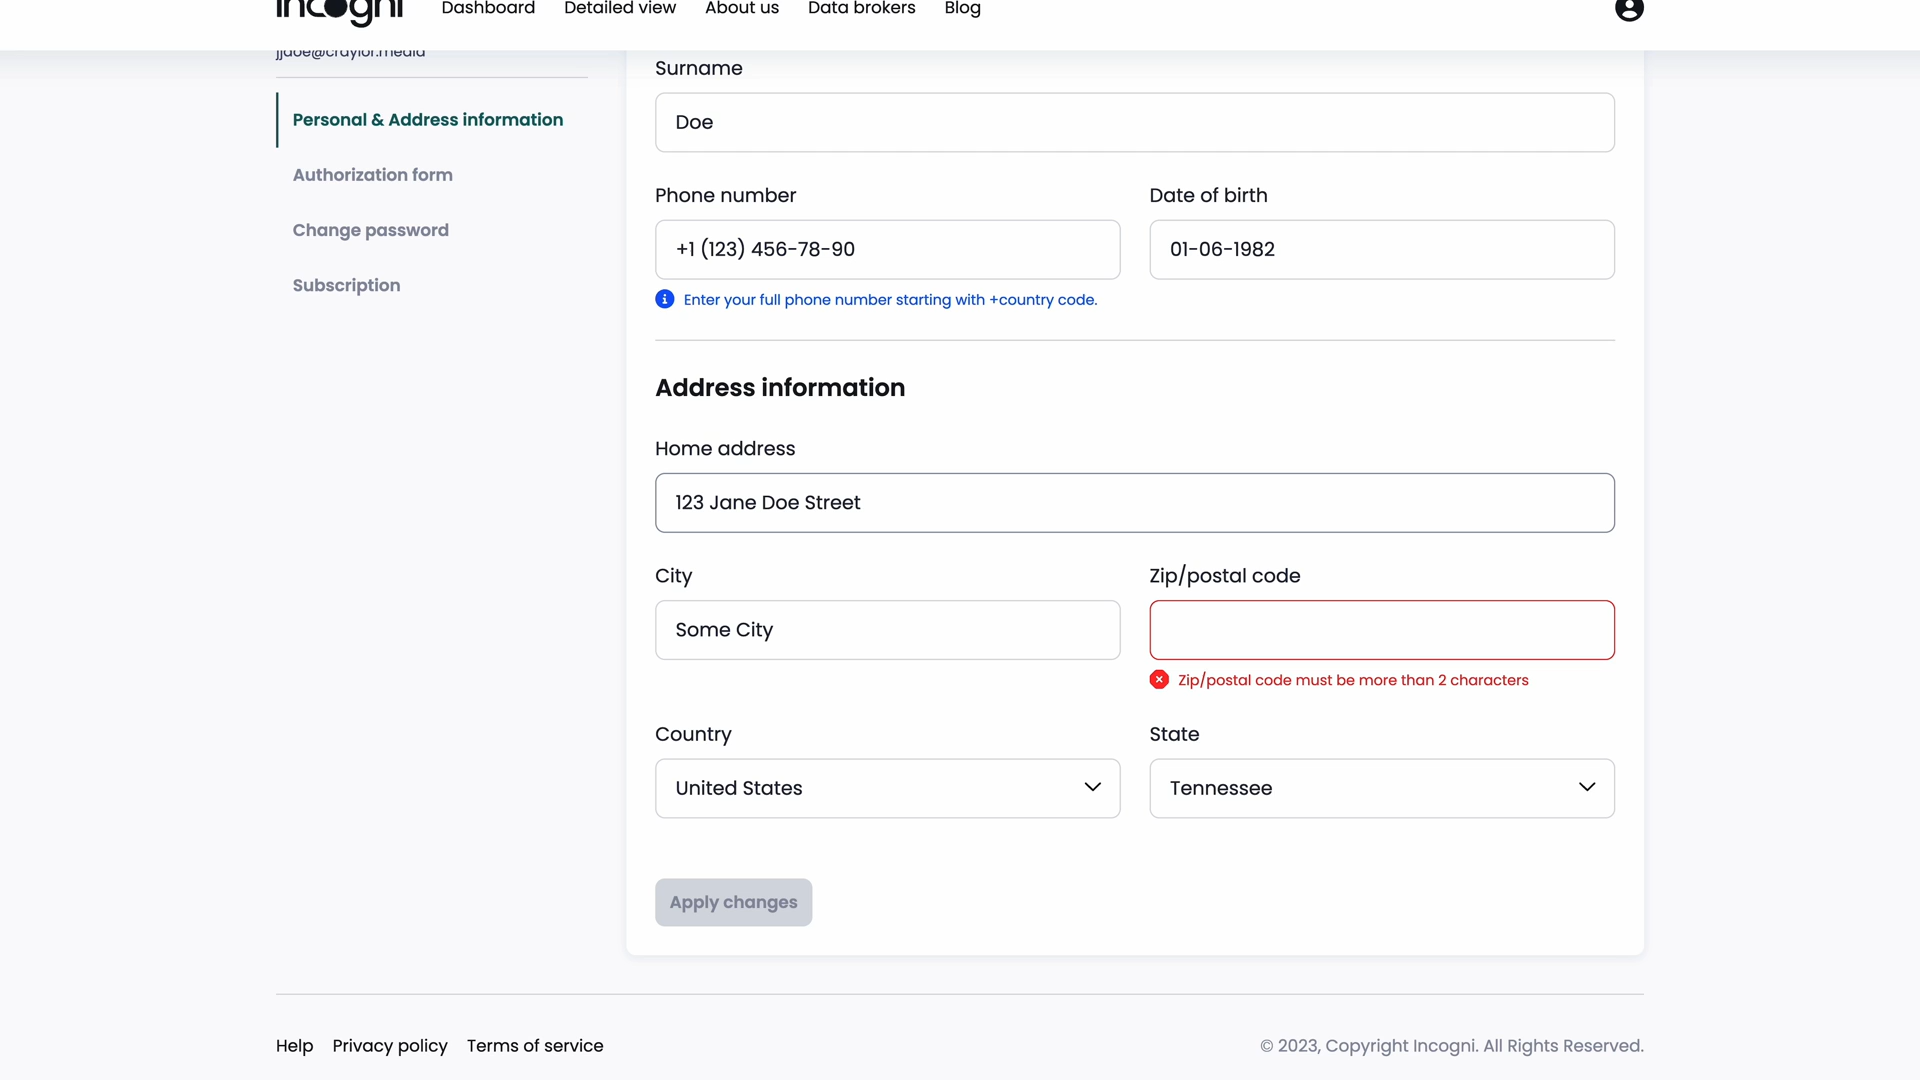 incogni
Dashboard
Detailed view
About us
Data brokers
Blog
jjdoe@craylor.media
Personal & Address information
Authorization form
Change password
Subscription
Surname
Doe
Phone number
Date of birth
+1 (123) 456-78-90
01-06-1982
Enter your full phone number starting with +country code.
Address information
Home address
123 Jane Doe Street
City
Zip/postal code
Some City
Zip/postal code must be more than 2 characters
Country
State
United States
Tennessee
Apply changes
Help
Privacy policy
Terms of service
© 2023, Copyright Incogni. All Rights Reserved.